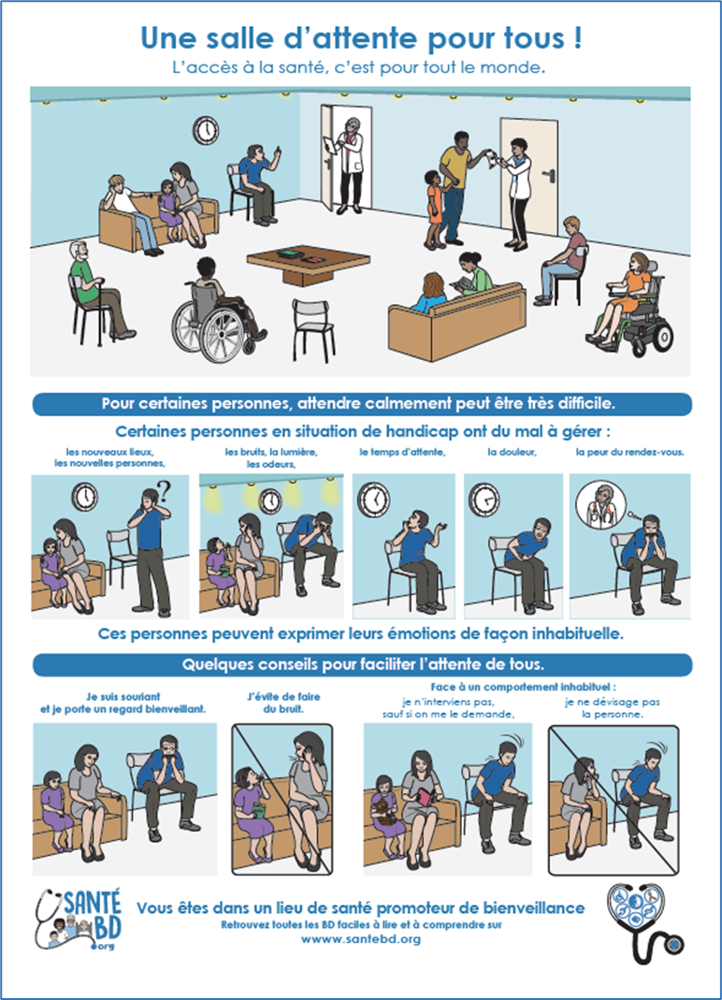 Une salle d'attente pour tous !
L'accès à la santé, c'est pour tout le monde.
Pour certaines personnes, attendre calmement peut être très difficile.
Certaines personnes en situation de handicap ont du mal à gérer :
les nouveaux lieux,
les nouvelles personnes,
les bruits, la lumière,
les odeurs,
le temps d'attente,
la douleur,
la peur du rendez-vous.
?
Ces personnes peuvent exprimer leurs émotions de façon inhabituelle.
Quelques conseils pour faciliter l'attente de tous.
Je suis souriant
et je porte un regard bienveillant.
J'évite de faire
du bruit.
Face à un comportement inhabituel :
je n'interviens pas,
sauf si on me le demande,
je ne dévisage pas
la personne.
SANTÉ
BD
.org
Vous êtes dans un lieu de santé promoteur de bienveillance
Retrouvez toutes les BD faciles à lire et à comprendre sur
www.santebd.org